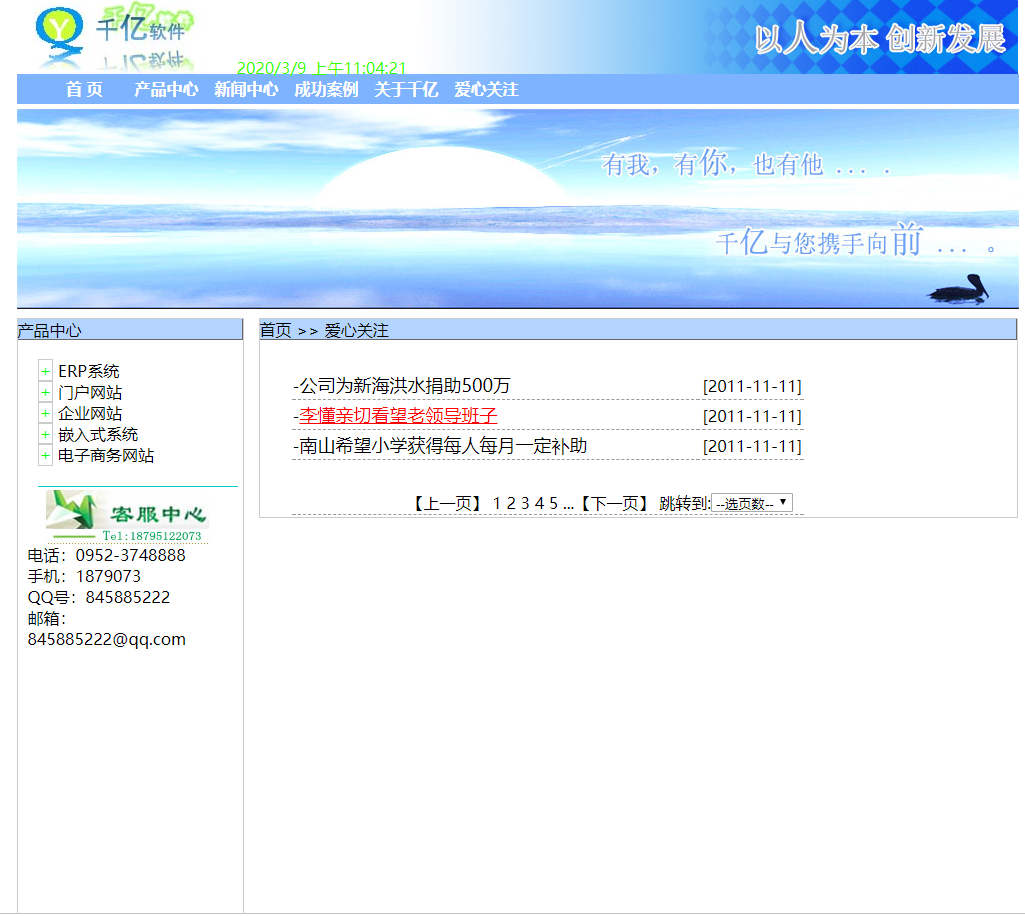 千亿软件
以人为本 创新发展
2020/3/9 上午11:04:21
首 页 产品中心 新闻中心 成功案例 关于千亿 爱心关注
有我，有你，也有他 ... .
千亿与您携手向前 ... 。
产品中心
+ ERP系统
+ 门户网站
+ 企业网站
+ 嵌入式系统
+ 电子商务网站
客服中心
Tel:18795122073
电话：0952-3748888
手机：1879073
QQ号：845885222
邮箱：
845885222@qq.com
首页 >> 爱心关注
-公司为新海洪水捐助500万 [2011-11-11]
-李懂亲切看望老领导班子 [2011-11-11]
-南山希望小学获得每人每月一定补助 [2011-11-11]
【上一页】 1 2 3 4 5 ...【下一页】 跳转到:--选页数--